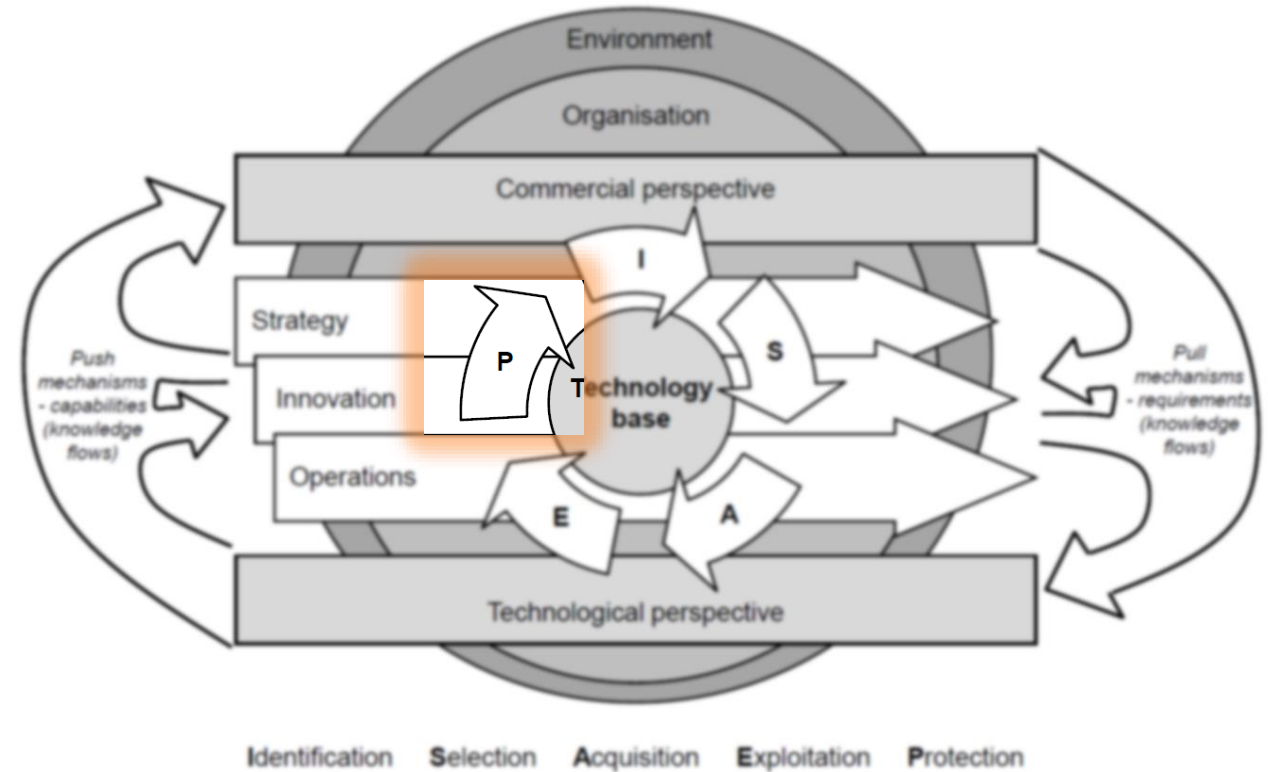 Environment
Organisation
Commercial perspective
I
Strategy
P
S
Push
mechanisms
- capabilities
(knowledge
flows)
Innovation
Technology
base
Pull
mechanisms
- requirements
(knowledge
flows)
Operations
E
A
Technological perspective
Identification Selection Acquisition Exploitation Protection